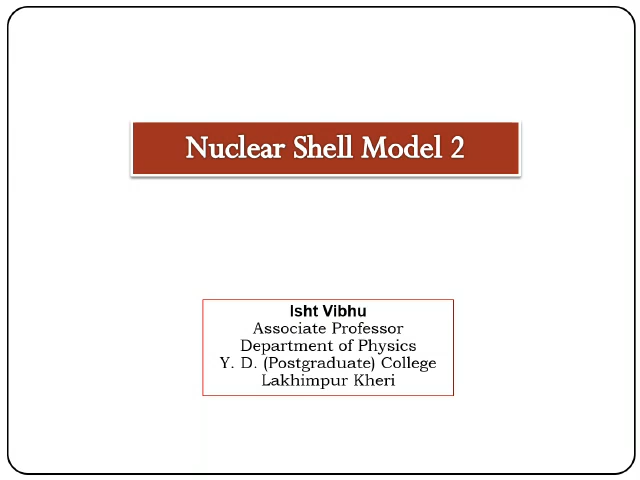 Nuclear Shell Model 2
Isht Vibhu
Associate Professor
Department of Physics
Y. D. (Postgraduate) College
Lakhimpur Kheri